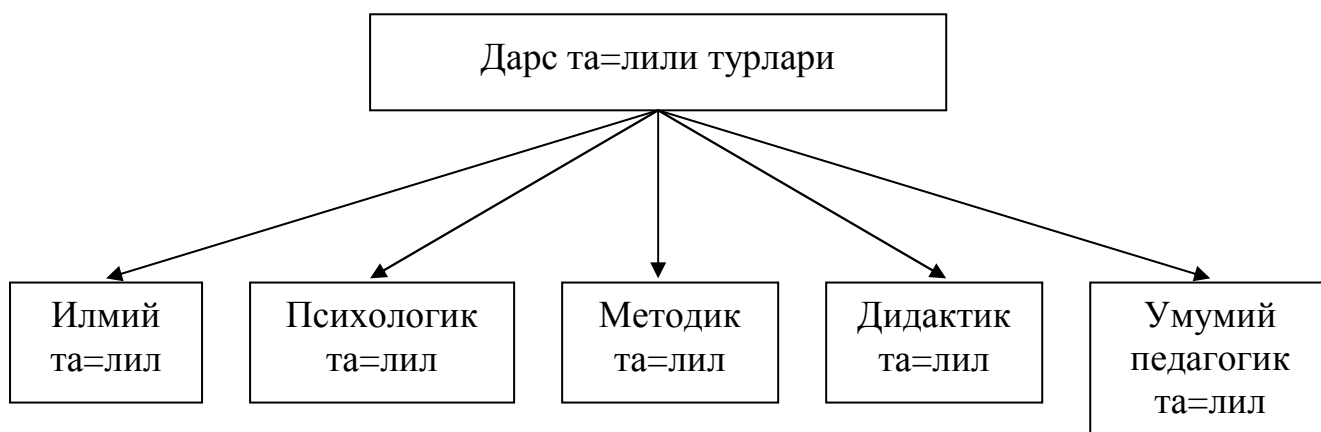 Дарс та=лили турлари
Илмий
та=лил
Психологик
та=лил
Методик
та=лил
Дидактик
та=лил
Умумий
педагогик
та=лил